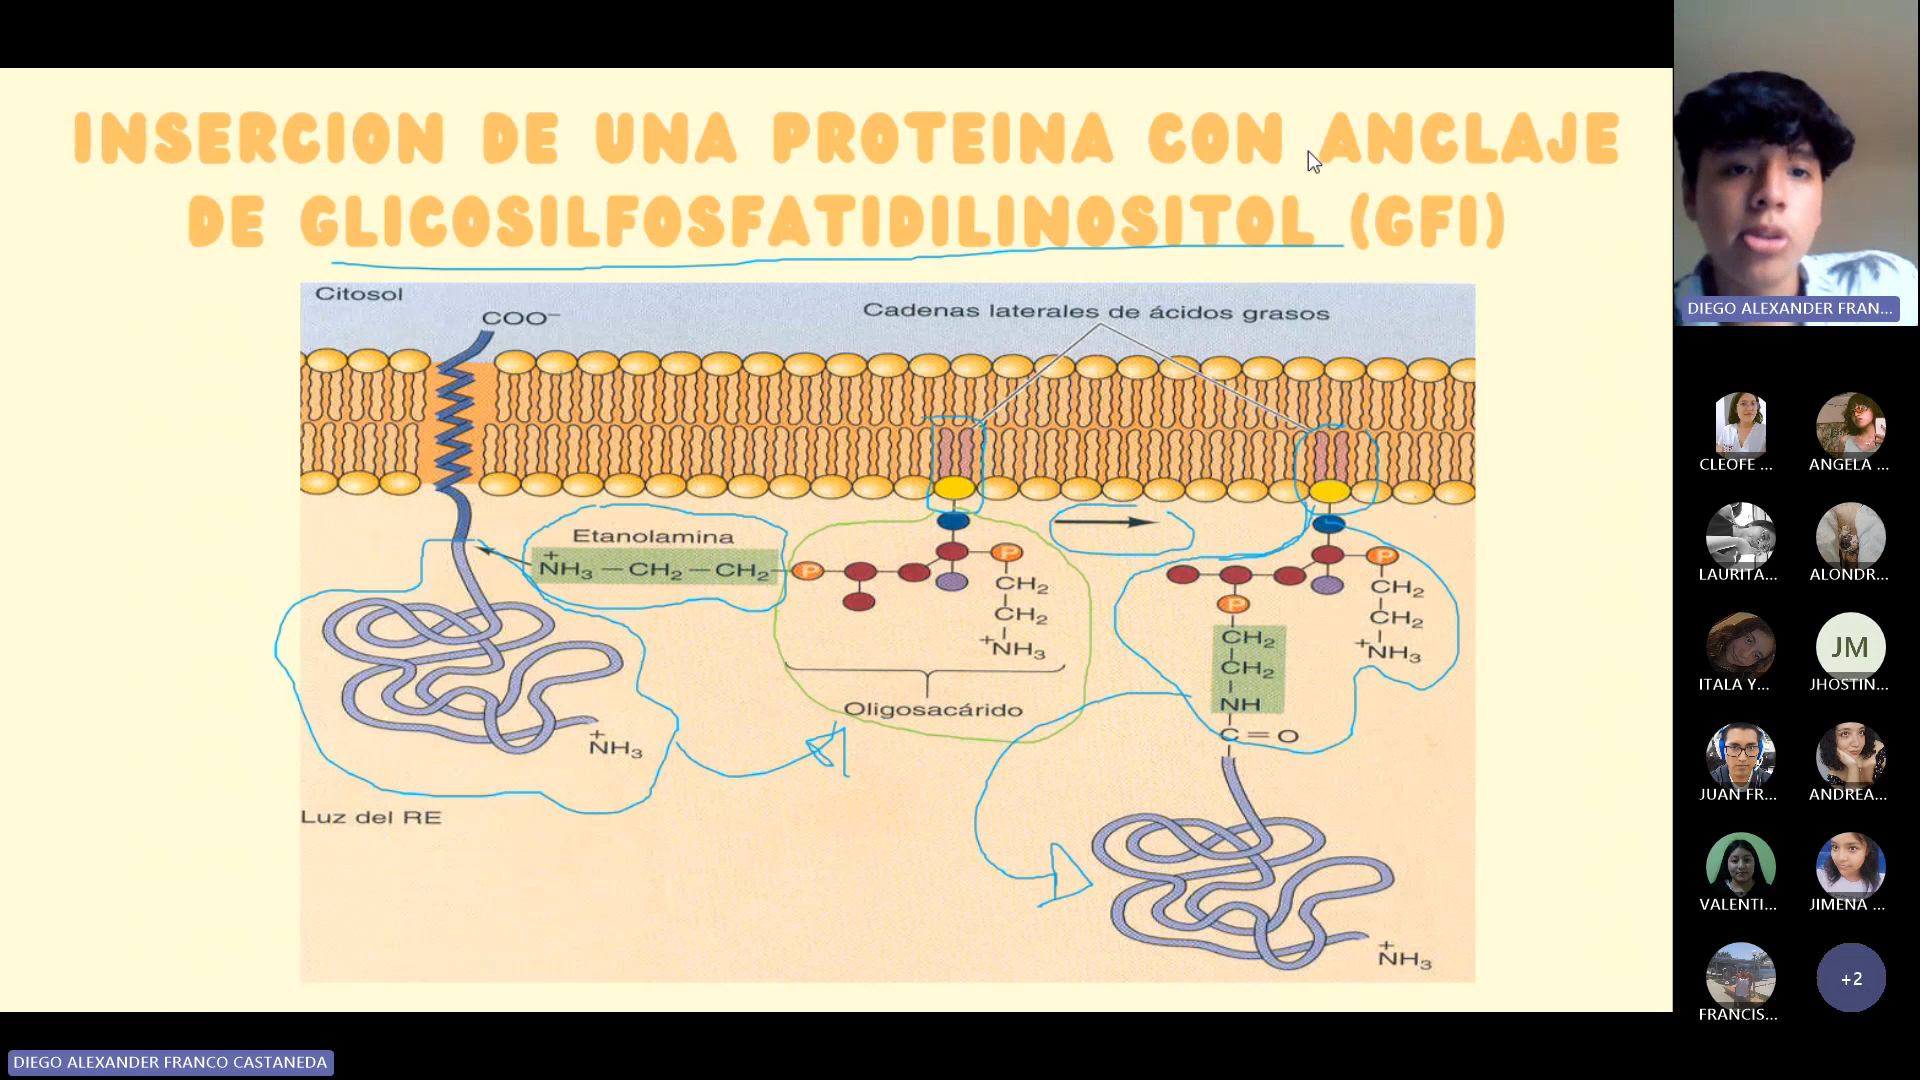 INSERCION DE UNA PROTEINA CON ANCLAJE
DE GLICOSILFOSFATIDILINOSITOL (GFI)
Citosol
COO⁻
Cadenas laterales de ácidos grasos
Etanolamina
⁺NH₃—CH₂—CH₂
P
P
CH₂
CH₂
⁺NH₃
Oligosacárido
⁺NH₃
Luz del RE
P
P
CH₂
CH₂
⁺NH₃
CH₂
CH₂
NH
C=O
⁺NH₃
DIEGO ALEXANDER FRAN...
CLEOFE ...
ANGELA ...
LAURITA...
ALONDR...
ITALA Y...
JM
JHOSTIN...
JUAN FR...
ANDREA...
VALENTI...
JIMENA ...
FRANCIS...
+2
DIEGO ALEXANDER FRANCO CASTANEDA